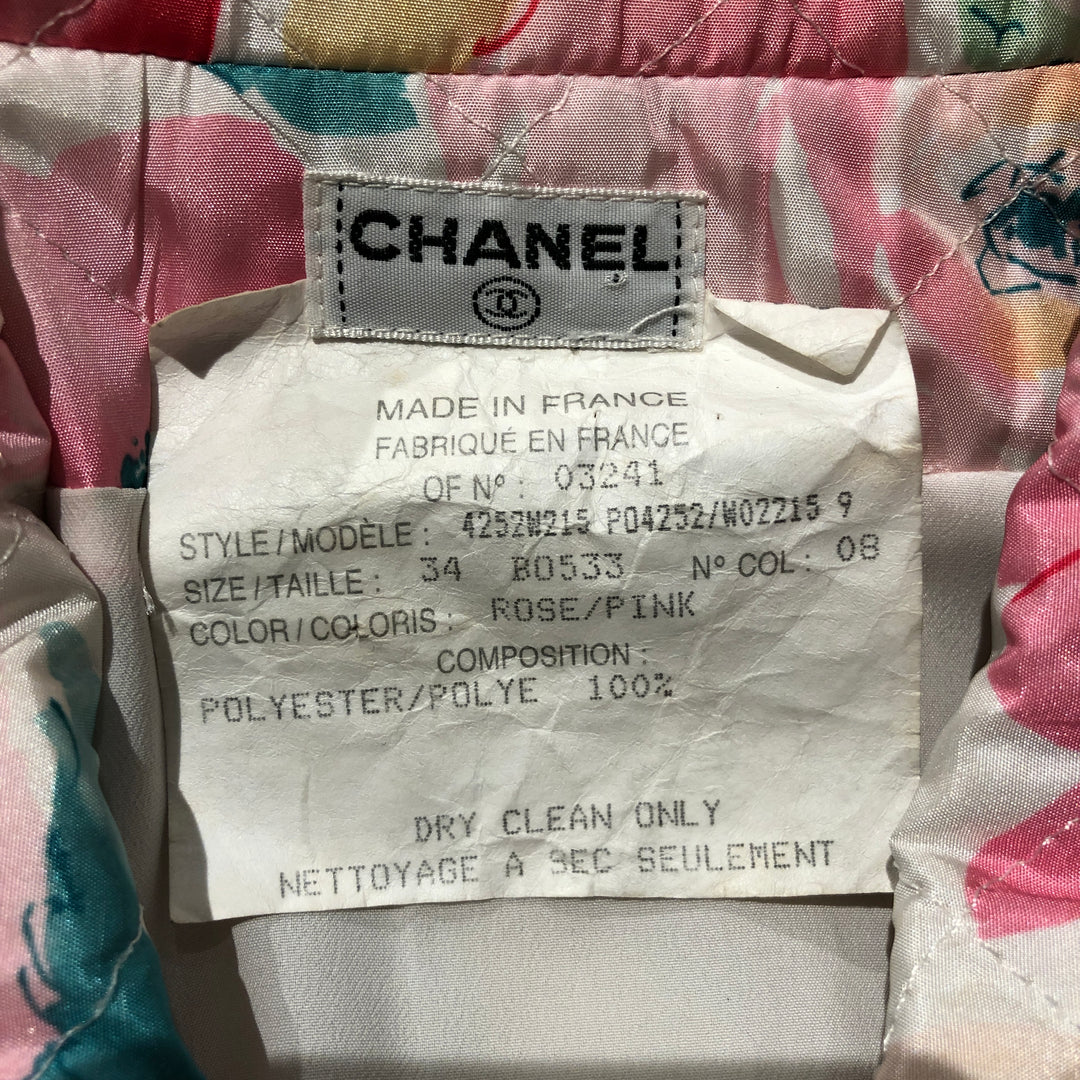 CHANEL
MADE IN FRANCE
FABRIQUÉ EN FRANCE
OF Nº : 03241
STYLE/MODÈLE : 4252W215 P04252/W02215 9
SIZE/TAILLE : 34 B0533 Nº COL : 08
COLOR/COLORIS : ROSE/PINK
COMPOSITION :
POLYESTER/POLYE 100%
DRY CLEAN ONLY
NETTOYAGE A SEC SEULEMENT